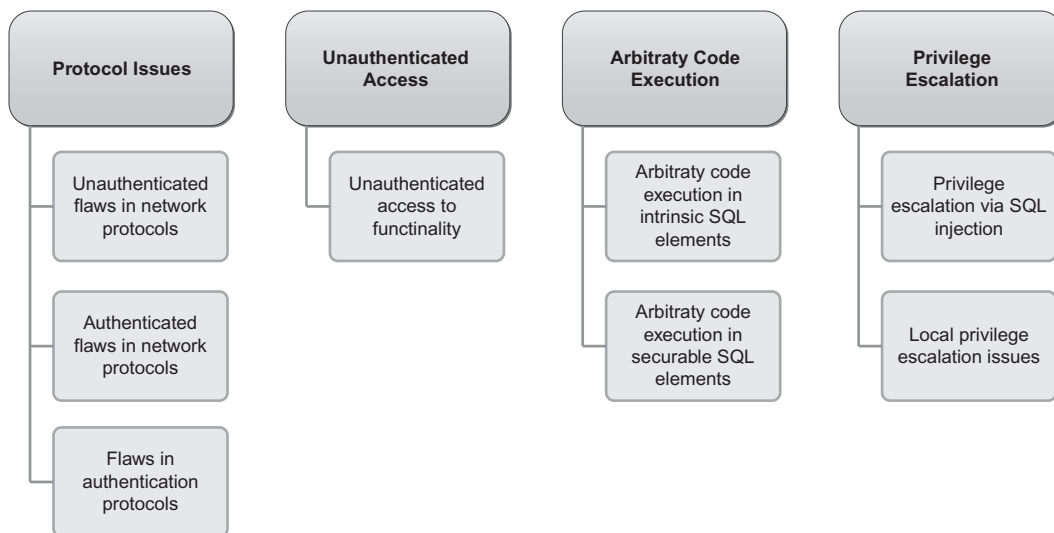 Protocol Issues
Unauthenticated
flaws in network
protocols
Authenticated
flaws in network
protocols
Flaws in
authentication
protocols
Unauthenticated
Access
Unauthenticated
access to
functinality
Arbitraty Code
Execution
Arbitraty code
execution in
intrinsic SQL
elements
Arbitraty code
execution in
securable SQL
elements
Privilege
Escalation
Privilege
escalation via SQL
injection
Local privilege
escalation issues